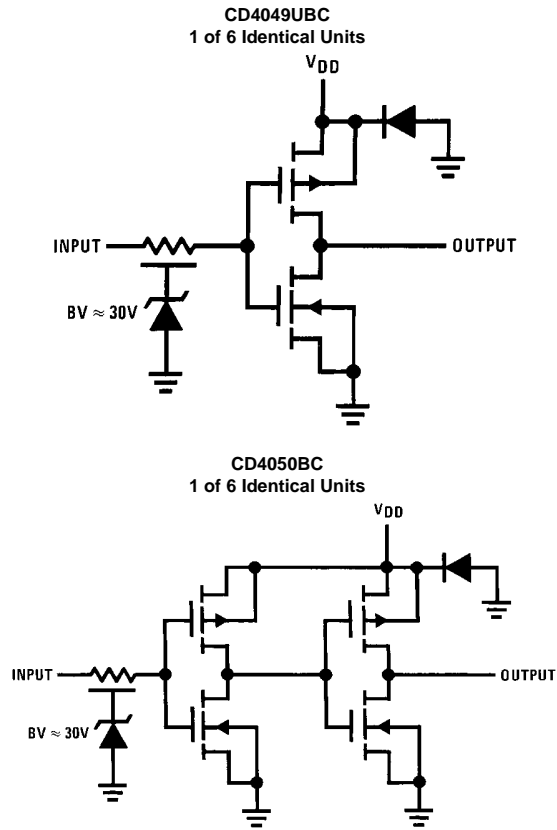 CD4049UBC
1 of 6 Identical Units
VDD
INPUT
OUTPUT
BV ≈ 30V
CD4050BC
1 of 6 Identical Units
VDD
INPUT
OUTPUT
BV ≈ 30V